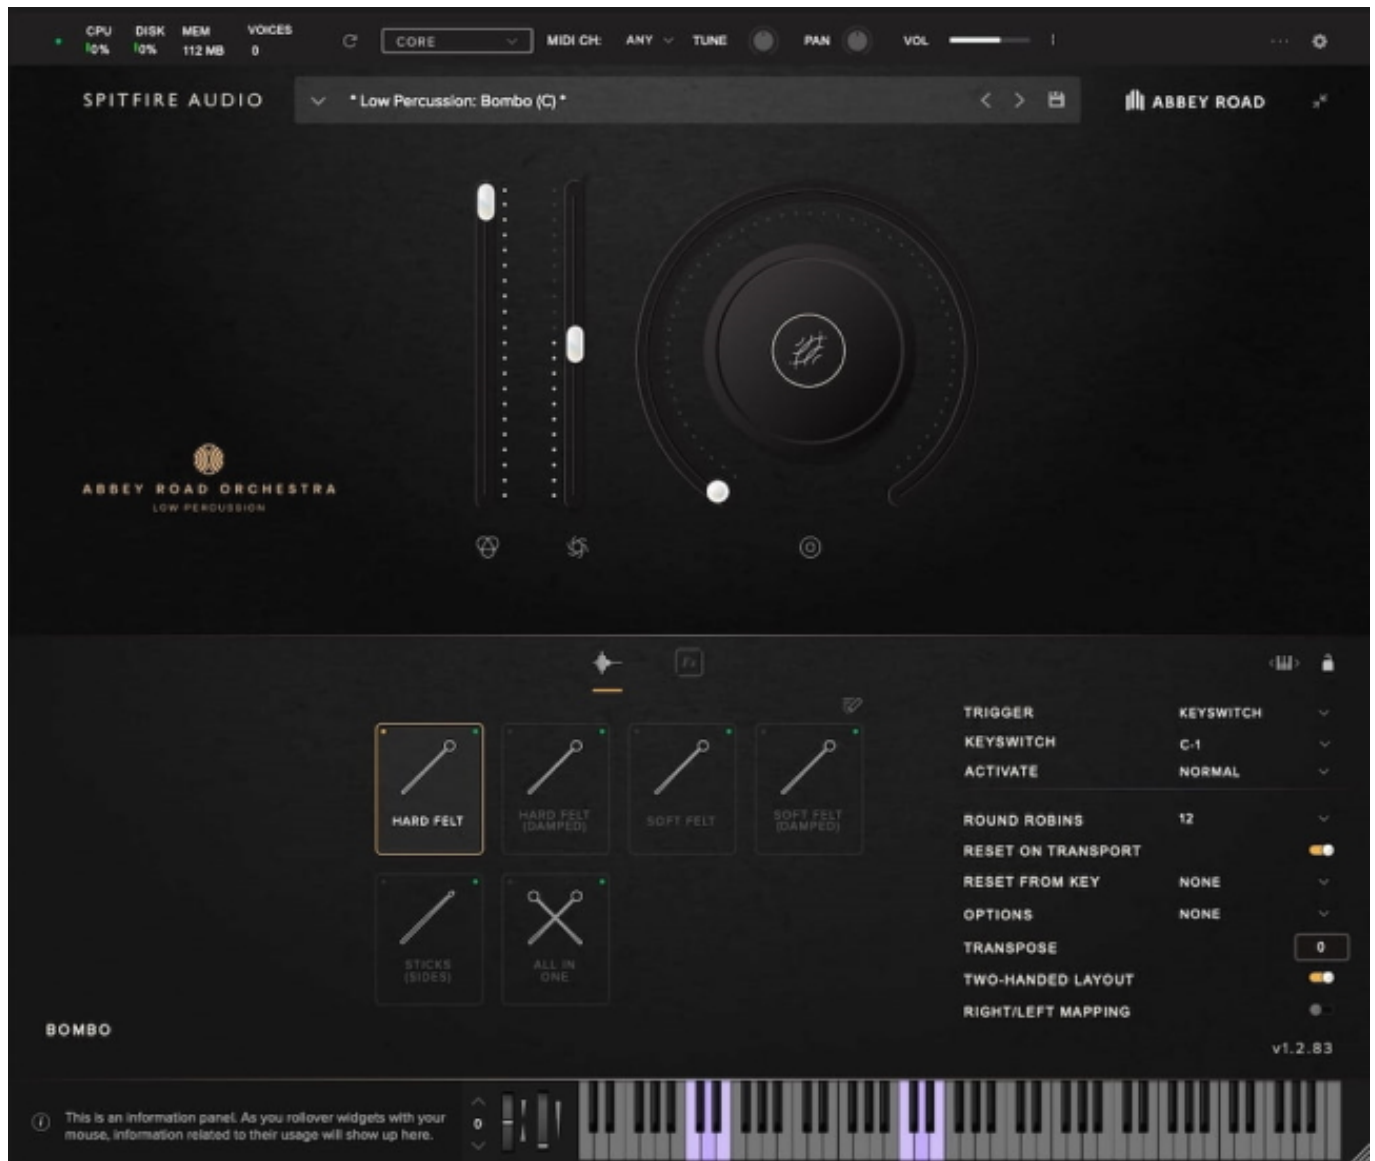 CPU DISK MEM VOICES
0% 0% 112 MB 0
CORE MIDI CH: ANY TUNE PAN VOL
SPITFIRE AUDIO * Low Percussion: Bombo (C) * ABBEY ROAD
ABBEY ROAD ORCHESTRA
LOW PERCUSSION
Fx
TRIGGER KEYSWITCH
KEYSWITCH C-1
ACTIVATE NORMAL
HARD FELT
HARD FELT
(DAMPED)
SOFT FELT
SOFT FELT
(DAMPED)
ROUND ROBINS 12
RESET ON TRANSPORT
RESET FROM KEY NONE
OPTIONS NONE
TRANSPOSE 0
TWO-HANDED LAYOUT
RIGHT/LEFT MAPPING
STICKS
(SIDES)
ALL IN
ONE
BOMBO
v1.2.83
This is an information panel. As you rollover widgets with your
mouse, information related to their usage will show up here.
0